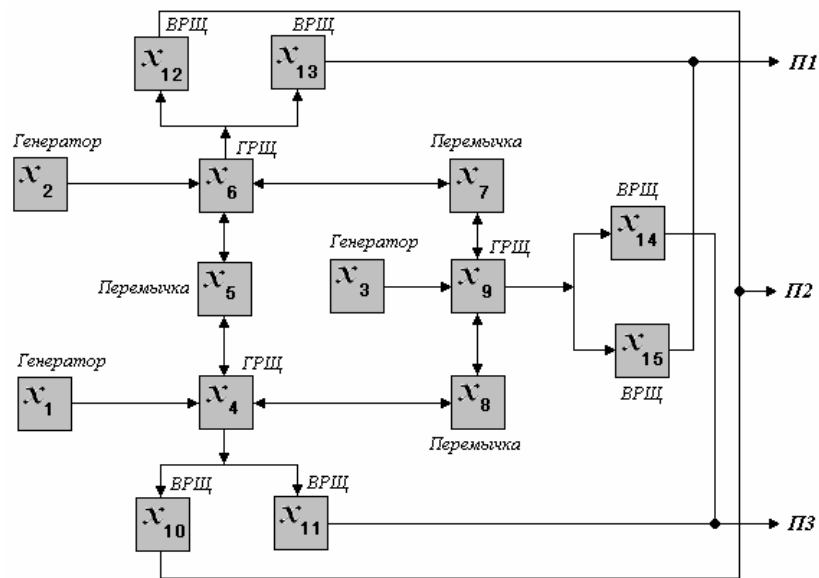 ВРЩ
ВРЩ
x12
x13
П1
Генератор
ГРЩ
Перемычка
x2
x6
x7
ВРЩ
x14
Генератор
ГРЩ
Перемычка
x5
x3
x9
П2
Генератор
ГРЩ
x15
ВРЩ
x1
x4
x8
Перемычка
ВРЩ
ВРЩ
x10
x11
П3